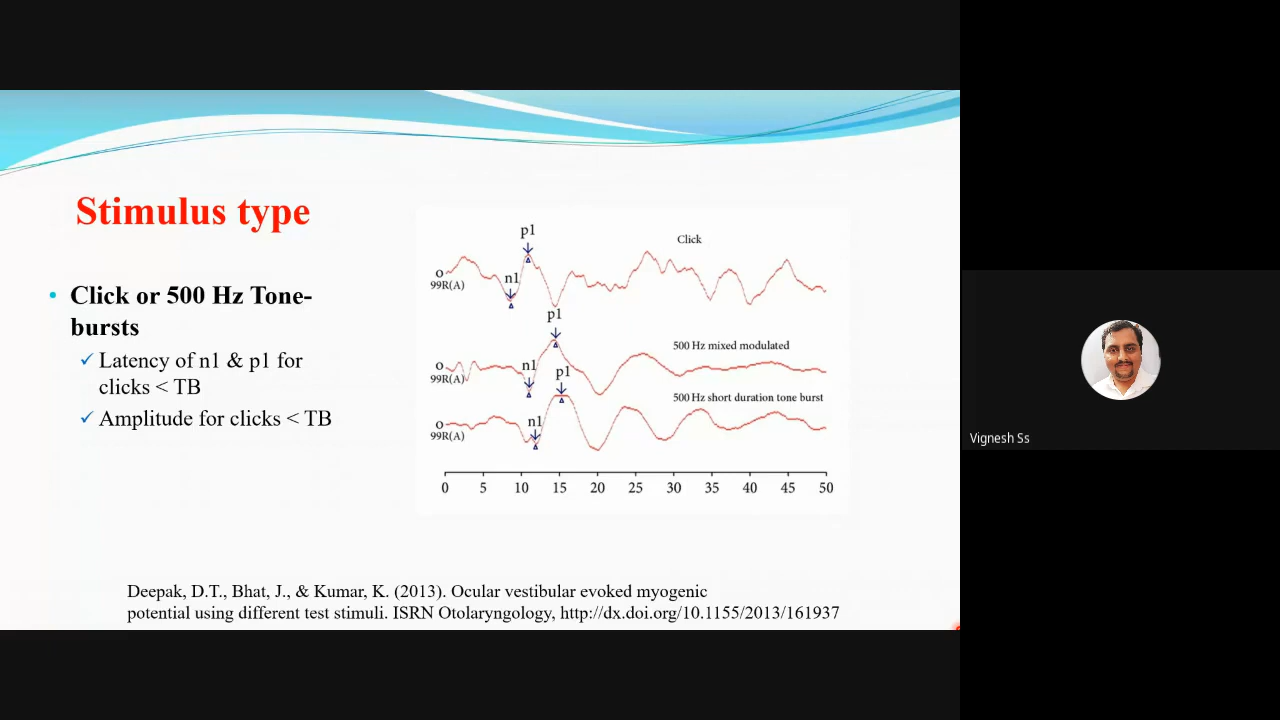 Stimulus type
• Click or 500 Hz Tone-
bursts
✓ Latency of n1 & p1 for
clicks < TB
✓ Amplitude for clicks < TB
p1
Click
n1
99R(A)
p1
500 Hz mixed modulated
n1
99R(A)
p1
500 Hz short duration tone burst
n1
99R(A)
0 5 10 15 20 25 30 35 40 45 50
Deepak, D.T., Bhat, J., & Kumar, K. (2013). Ocular vestibular evoked myogenic
potential using different test stimuli. ISRN Otolaryngology, http://dx.doi.org/10.1155/2013/161937
Vignesh Ss